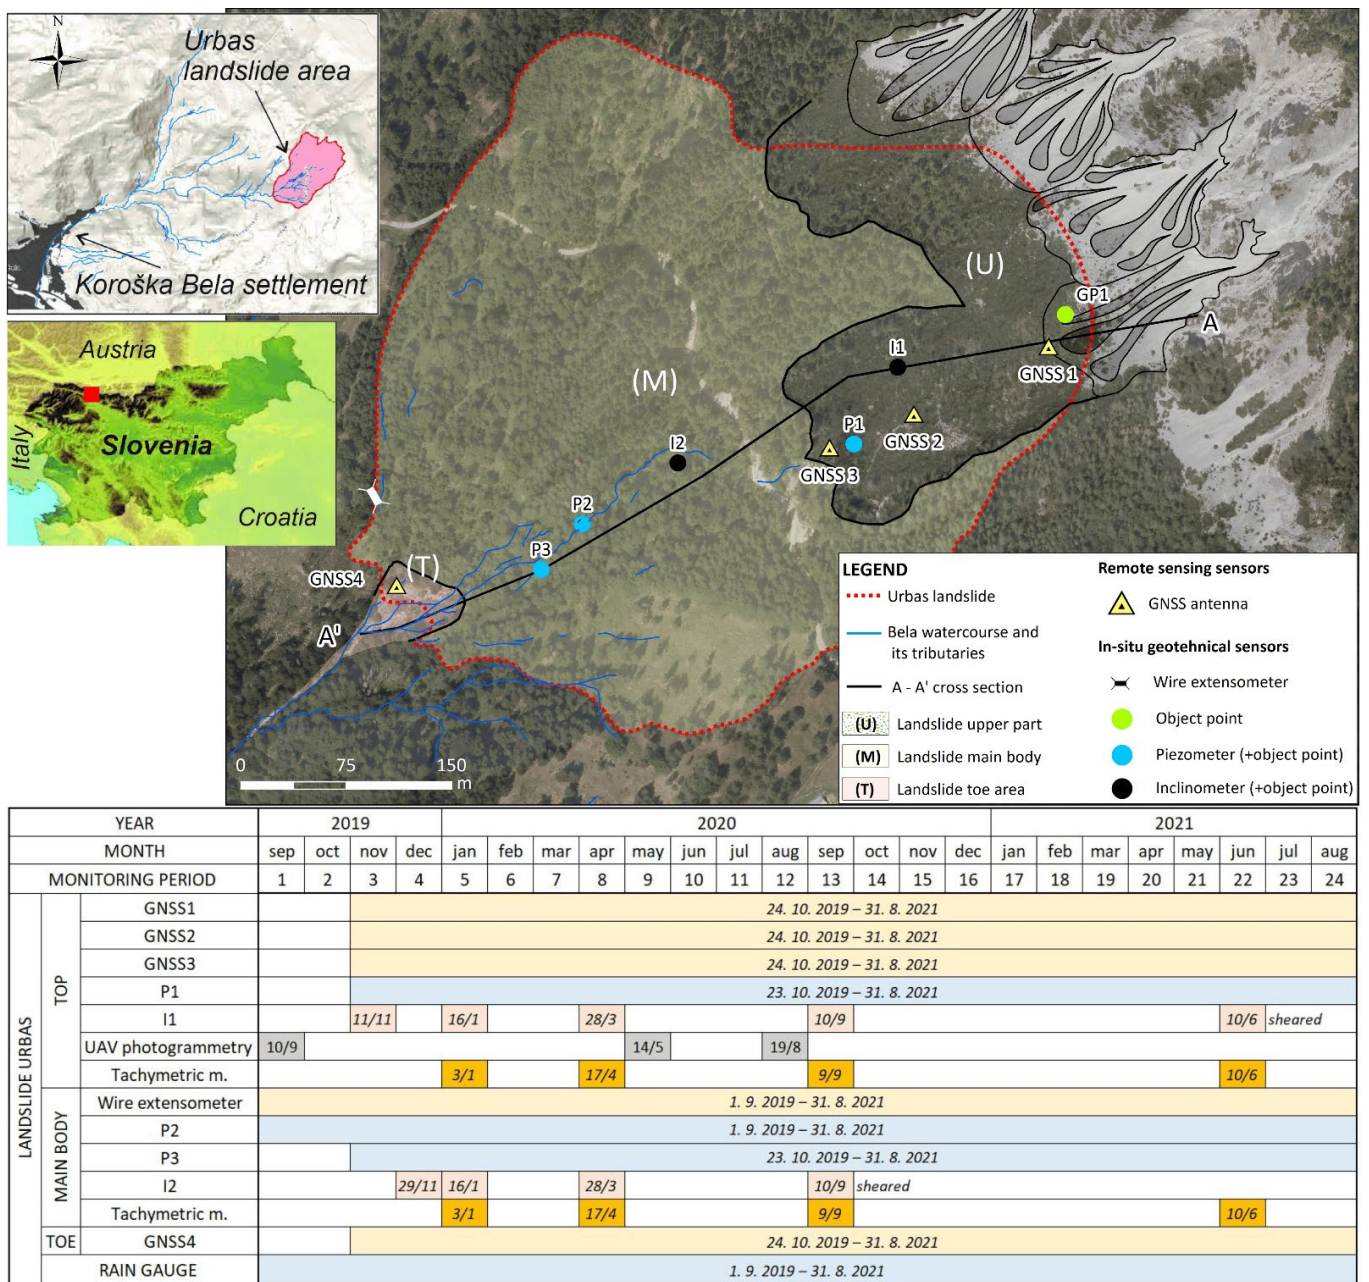 N
Urbas
landslide area
Koroška Bela settlement
Austria
Italy
Slovenia
Croatia
(U)
GP1
A
I1
GNSS 1
(M)
P1
GNSS 2
GNSS 3
I2
P2
P3
(T)
GNSS4
A'
0 75 150
m
LEGEND
Urbas landslide
Bela watercourse and
its tributaries
A - A' cross section
(U) Landslide upper part
(M) Landslide main body
(T) Landslide toe area
Remote sensing sensors
GNSS antenna
In-situ geotehnical sensors
Wire extensometer
Object point
Piezometer (+object point)
Inclinometer (+object point)
YEAR 2019 2020 2021
MONTH sep oct nov dec jan feb mar apr may jun jul aug sep oct nov dec jan feb mar apr may jun jul aug
MONITORING PERIOD 1 2 3 4 5 6 7 8 9 10 11 12 13 14 15 16 17 18 19 20 21 22 23 24
LANDSLIDE URBAS
TOP
GNSS1 24. 10. 2019 – 31. 8. 2021
GNSS2 24. 10. 2019 – 31. 8. 2021
GNSS3 24. 10. 2019 – 31. 8. 2021
P1 23. 10. 2019 – 31. 8. 2021
I1 11/11 16/1 28/3 10/9 10/6 sheared
UAV photogrammetry 10/9 14/5 19/8
Tachymetric m. 3/1 17/4 9/9 10/6
MAIN BODY
Wire extensometer 1. 9. 2019 – 31. 8. 2021
P2 1. 9. 2019 – 31. 8. 2021
P3 23. 10. 2019 – 31. 8. 2021
I2 29/11 16/1 28/3 10/9 sheared
Tachymetric m. 3/1 17/4 9/9 10/6
TOE GNSS4 24. 10. 2019 – 31. 8. 2021
RAIN GAUGE 1. 9. 2019 – 31. 8. 2021